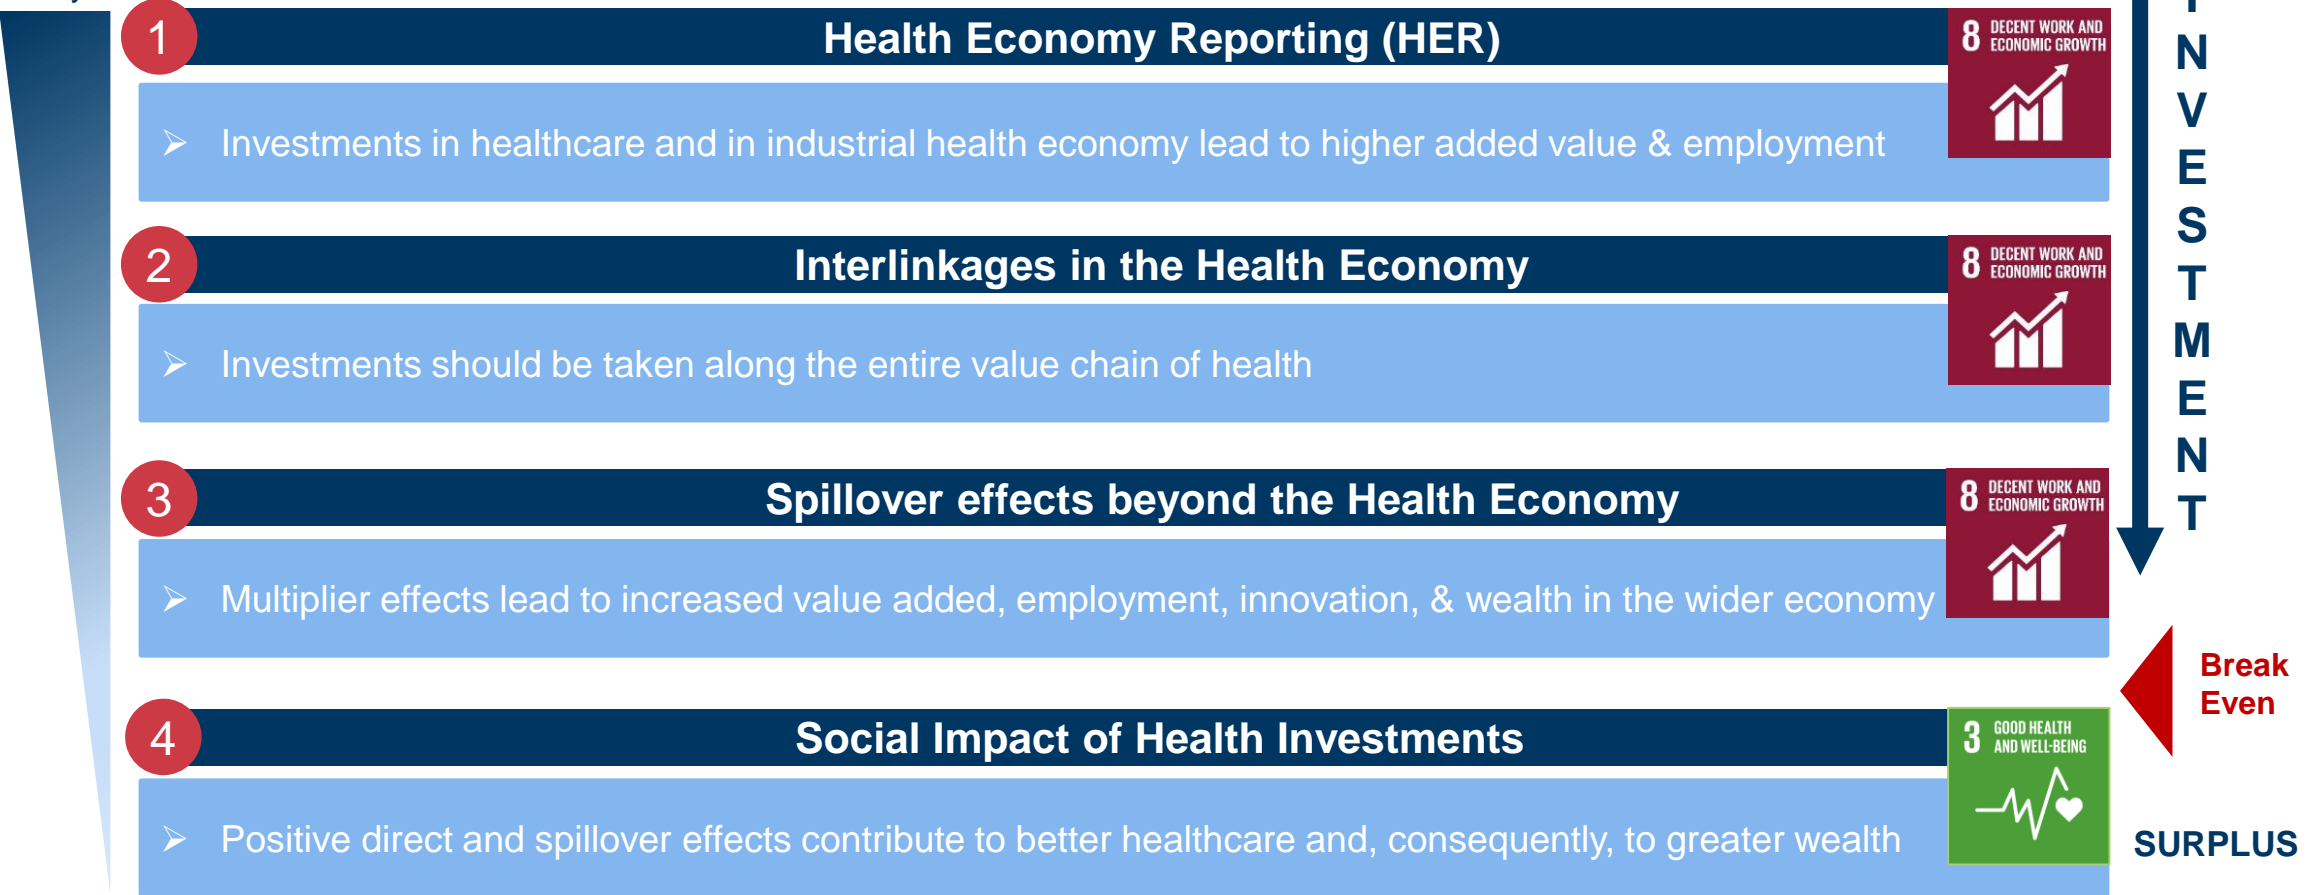 1
Health Economy Reporting (HER)
8 DECENT WORK AND
ECONOMIC GROWTH
➢ Investments in healthcare and in industrial health economy lead to higher added value & employment
2
Interlinkages in the Health Economy
8 DECENT WORK AND
ECONOMIC GROWTH
➢ Investments should be taken along the entire value chain of health
3
Spillover effects beyond the Health Economy
8 DECENT WORK AND
ECONOMIC GROWTH
➢ Multiplier effects lead to increased value added, employment, innovation, & wealth in the wider economy
4
Social Impact of Health Investments
3 GOOD HEALTH
AND WELL-BEING
➢ Positive direct and spillover effects contribute to better healthcare and, consequently, to greater wealth
I
N
V
E
S
T
M
E
N
T
Break
Even
SURPLUS